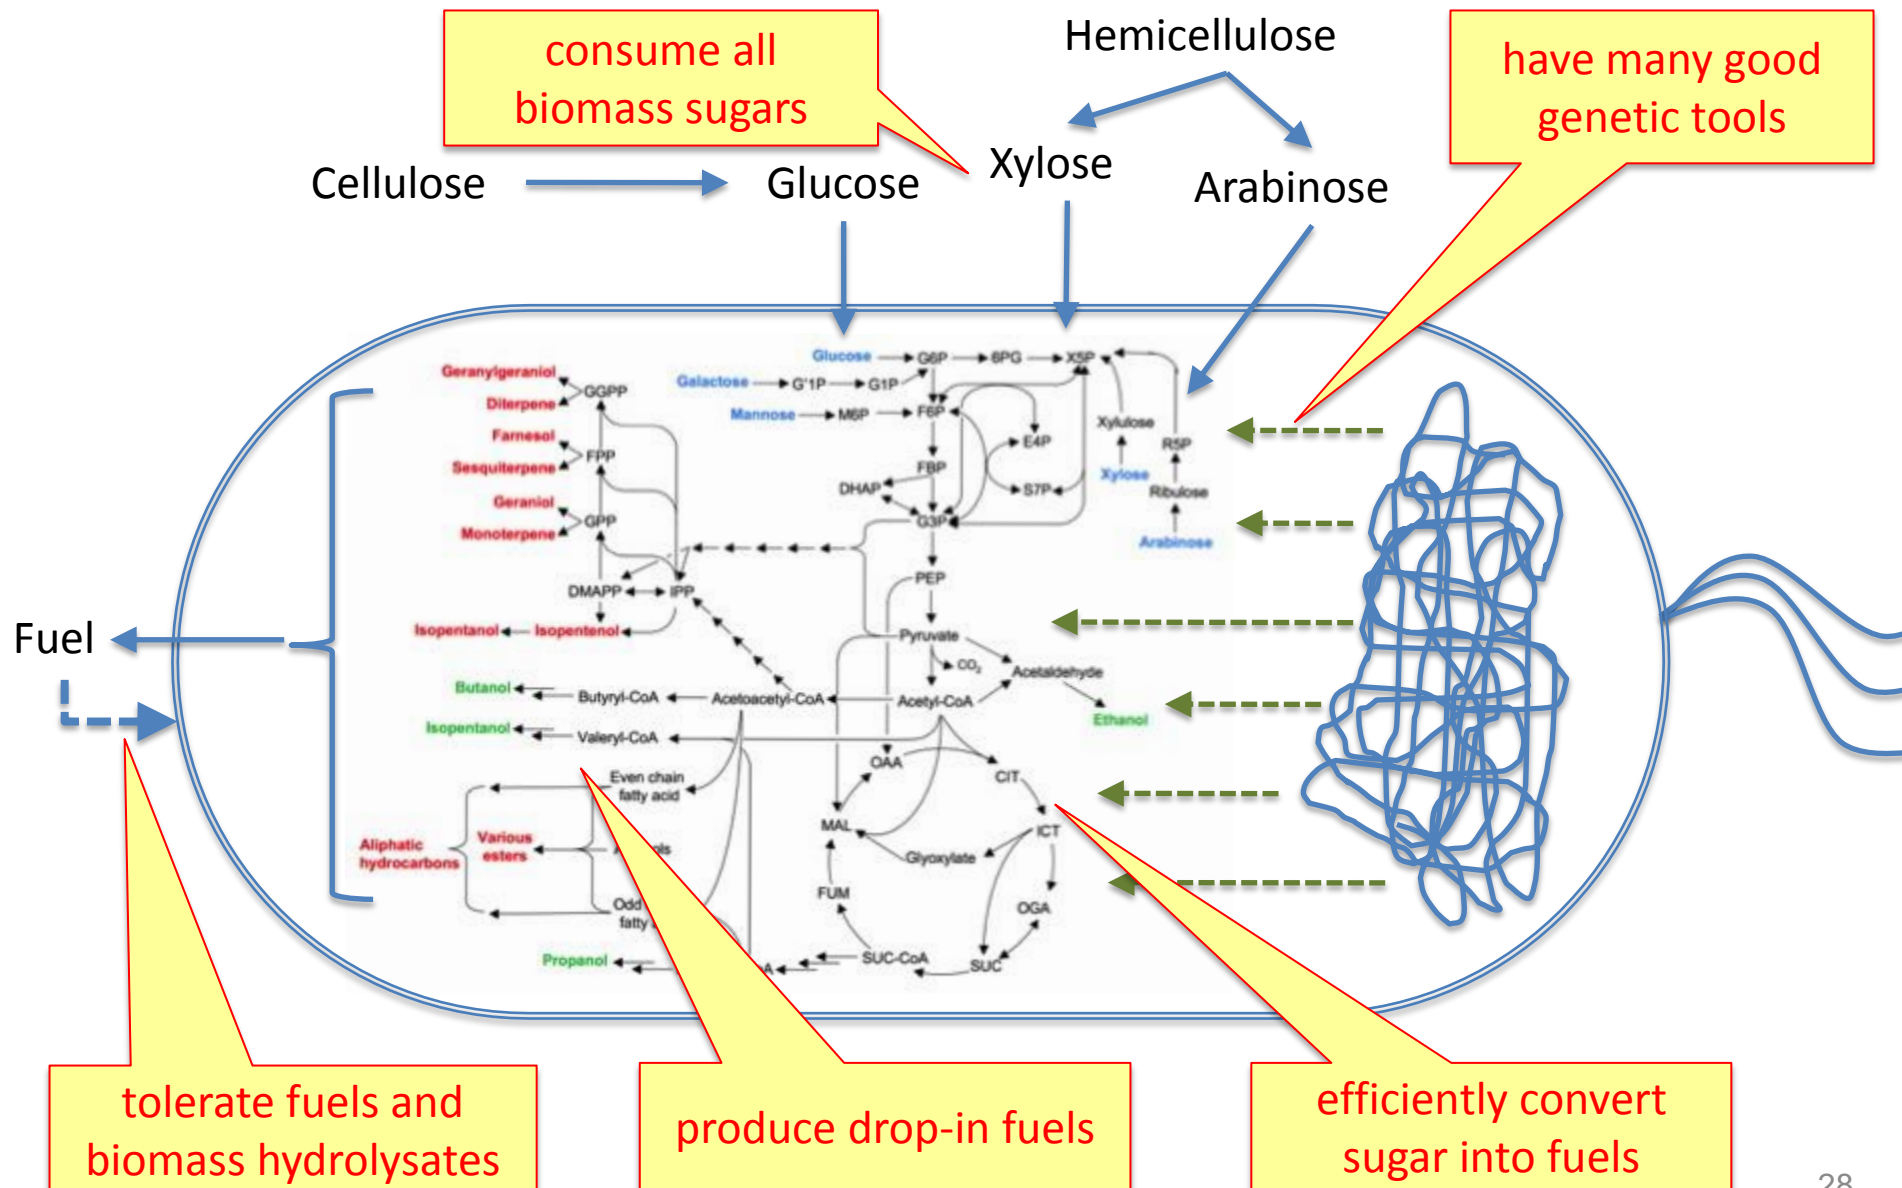 consume all
biomass sugars
Hemicellulose
have many good
genetic tools
Cellulose
Glucose
Xylose
Arabinose
Glucose
G6P
6PG
X5P
Galactose
G'1P
G1P
Mannose
M6P
F6P
Xylulose
E4P
R5P
FBP
Xylose
DHAP
S7P
Ribulose
G3P
Arabinose
Geranylgeraniol
GGPP
Diterpene
Farnesol
FPP
Sesquiterpene
Geraniol
GPP
Monoterpene
PEP
DMAPP
IPP
Isopentanol
Isopentenol
Pyruvate
CO2
Acetaldehyde
Fuel
Butanol
Butyryl-CoA
Acetoacetyl-CoA
Acetyl-CoA
Ethanol
Isopentanol
Valeryl-CoA
OAA
CIT
Even chain
fatty acid
MAL
ICT
Aliphatic
hydrocarbons
Various
esters
Glyoxylate
FUM
OGA
Odd
fatty
Propanol
SUC-CoA
SUC
tolerate fuels and
biomass hydrolysates
produce drop-in fuels
efficiently convert
sugar into fuels
28